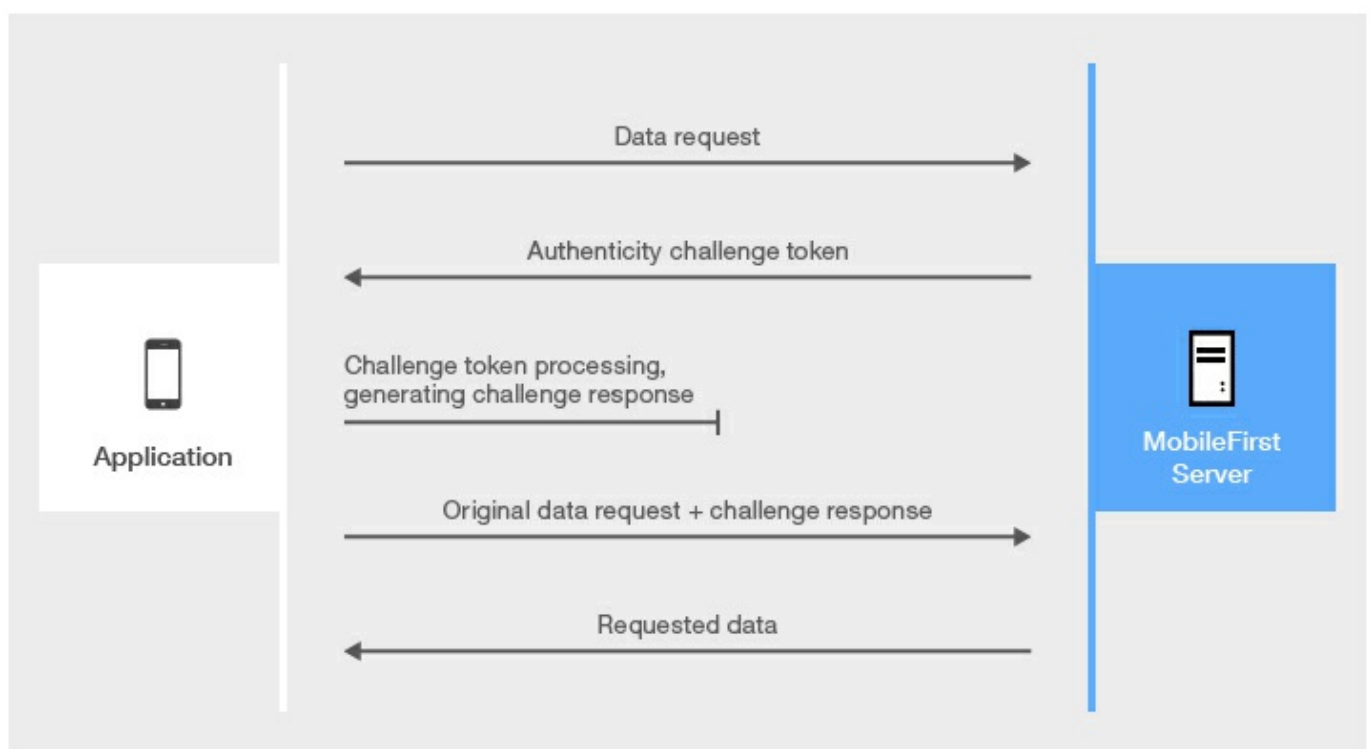 Data request
Authenticity challenge token
Challenge token processing,
generating challenge response
Application
MobileFirst
Server
Original data request + challenge response
Requested data